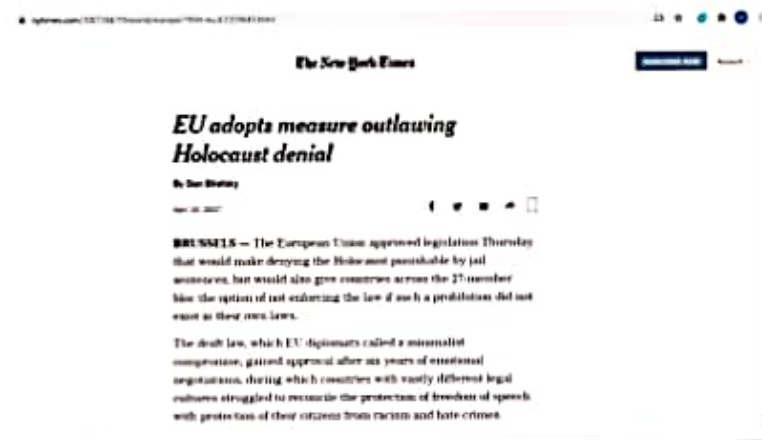 The New York Times
EU adopts measure outlawing
Holocaust denial
By Dan
BRUSSELS — The European Union approved legislation Thursday
that would make denying the Holocaust punishable by jail
sentences, but would also give countries across the 27-member
bloc the option of not enforcing the law if such a prohibition did not
exist in their own laws.
The draft law, which EU diplomats called a minimalist
compromise, gained approval after six years of emotional
negotiations, during which countries with vastly different legal
cultures struggled to reconcile the protection of freedom of speech
with protection of their citizens from racism and hate crimes.